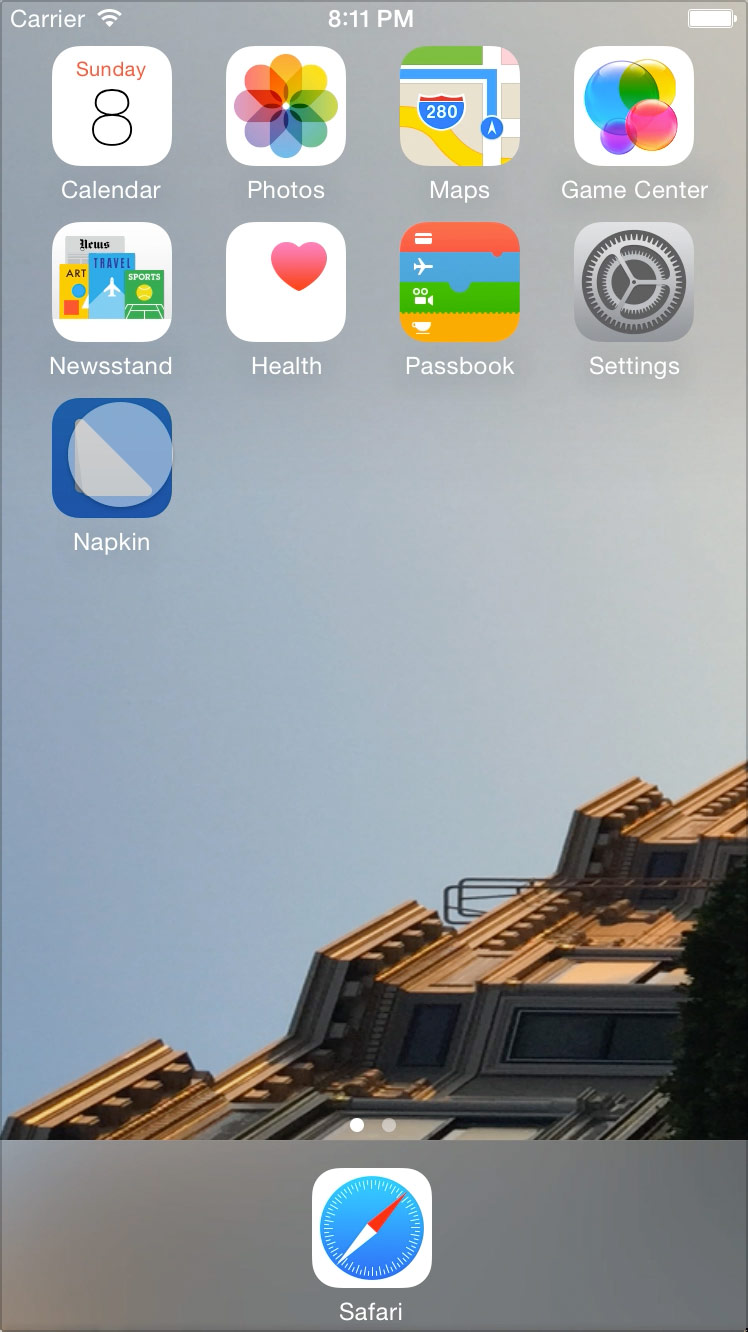 Carrier 8:11 PM
Sunday
8
280
Calendar Photos Maps Game Center
News
TRAVEL
ART
SPORTS
Newsstand Health Passbook Settings
Napkin
Safari